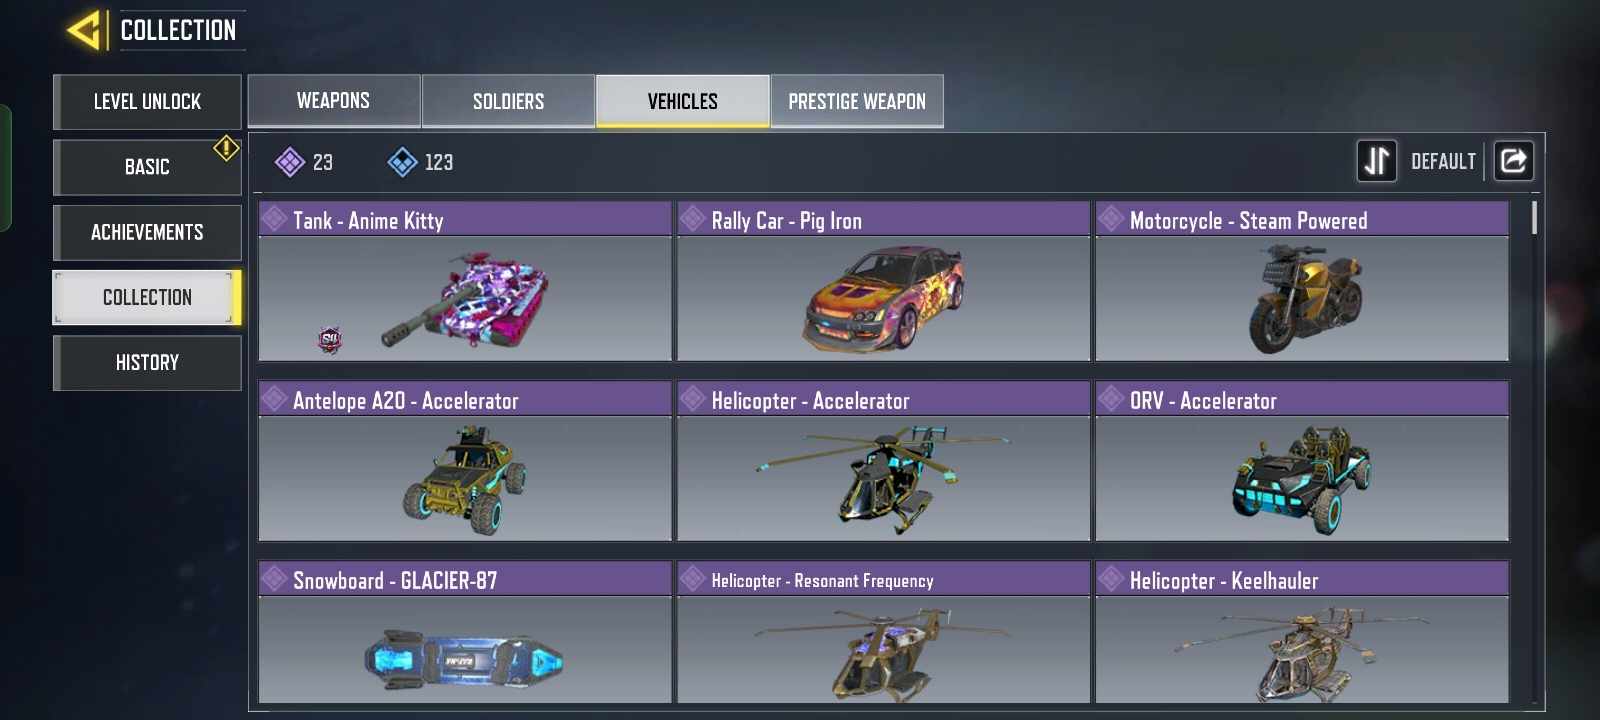 COLLECTION
LEVEL UNLOCK
BASIC
ACHIEVEMENTS
COLLECTION
HISTORY
WEAPONS
SOLDIERS
VEHICLES
PRESTIGE WEAPON
23
123
DEFAULT
Tank - Anime Kitty
Rally Car - Pig Iron
Motorcycle - Steam Powered
Antelope A20 - Accelerator
Helicopter - Accelerator
ORV - Accelerator
Snowboard - GLACIER-87
Helicopter - Resonant Frequency
Helicopter - Keelhauler